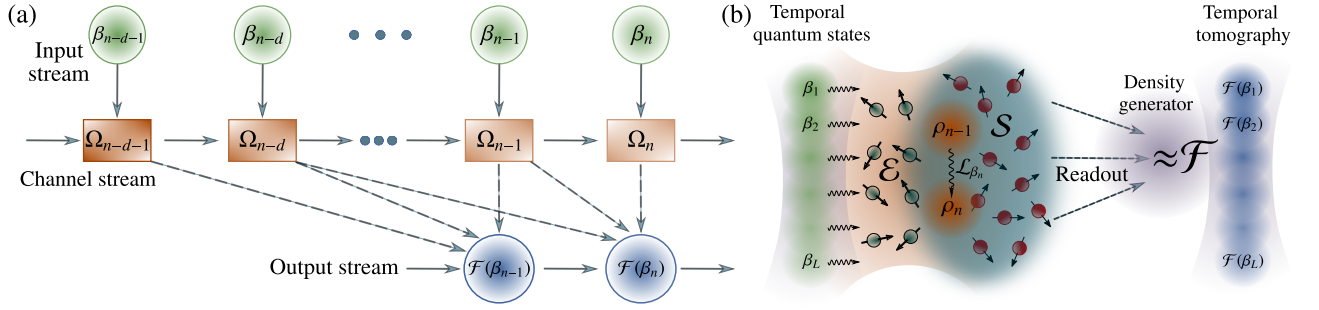 (a)
β_{n−d−1} β_{n−d} β_{n−1} β_n
Input
stream
Ω_{n−d−1} Ω_{n−d} Ω_{n−1} Ω_n
Channel stream
Output stream
ℱ(β_{n−1}) ℱ(β_n)
(b)
Temporal
quantum states
Temporal
tomography
Density
generator
β_1
β_2
β_L
ℰ
𝒮
ρ_{n−1}
ℒ_{β_n}
ρ_n
Readout
≈ℱ
ℱ(β_1)
ℱ(β_2)
ℱ(β_L)